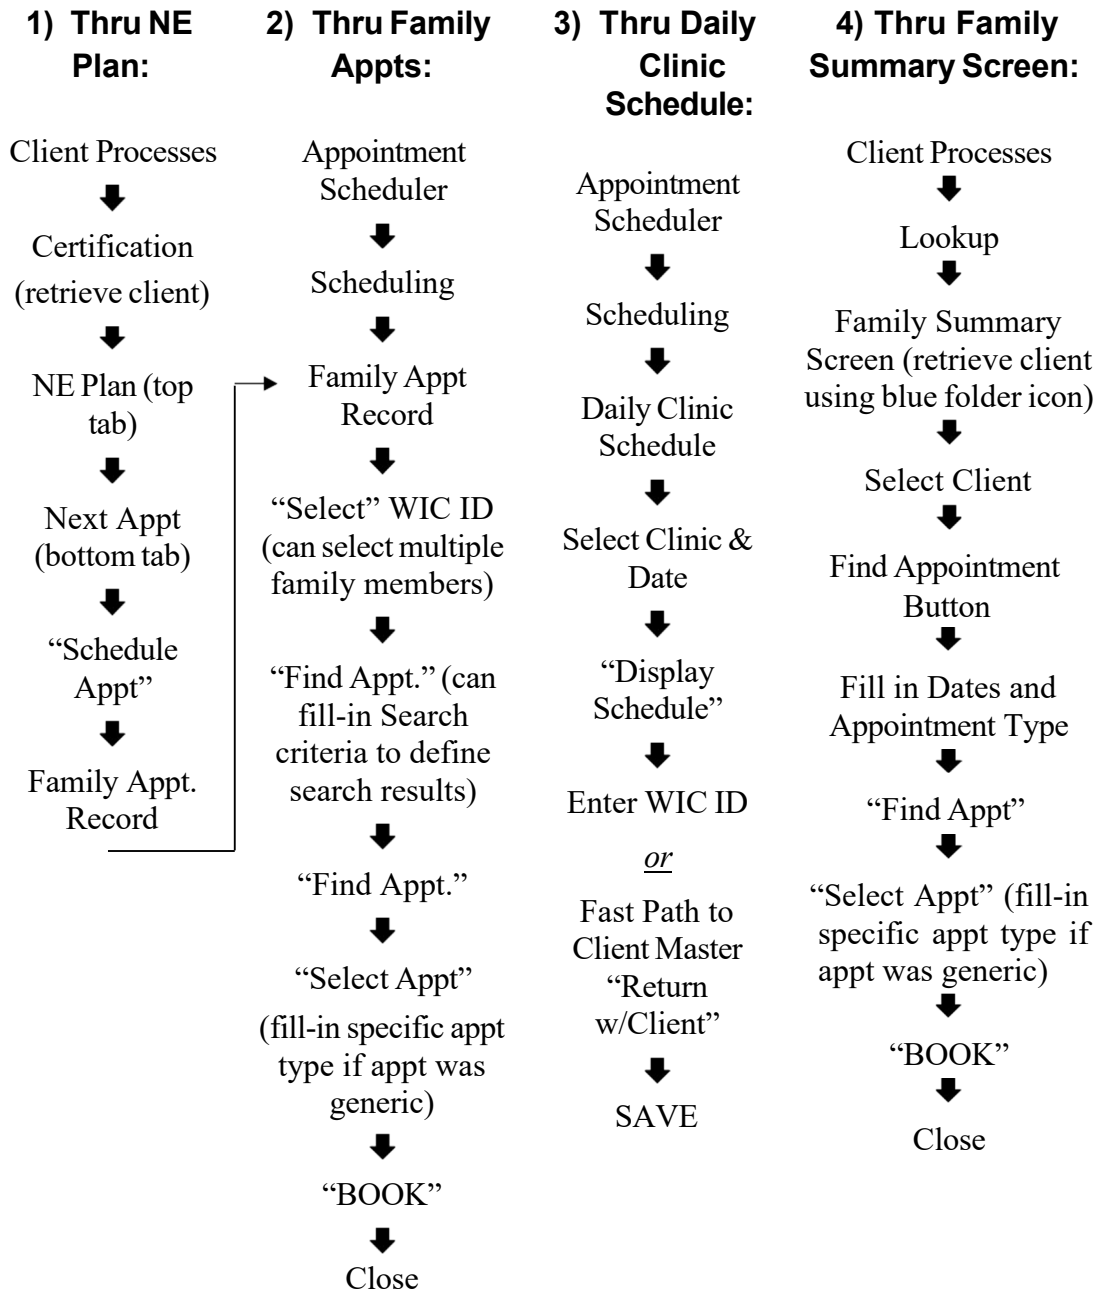 1) Thru NE
Plan:
Client Processes
Certification
(retrieve client)
NE Plan (top
tab)
Next Appt
(bottom tab)
“Schedule
Appt”
Family Appt.
Record
2) Thru Family
Appts:
Appointment
Scheduler
Scheduling
Family Appt
Record
“Select” WIC ID
(can select multiple
family members)
“Find Appt.” (can
fill-in Search
criteria to define
search results)
“Find Appt.”
“Select Appt”
(fill-in specific appt
type if appt was
generic)
“BOOK”
Close
3) Thru Daily
Clinic
Schedule:
Appointment
Scheduler
Scheduling
Daily Clinic
Schedule
Select Clinic &
Date
“Display
Schedule”
Enter WIC ID
or
Fast Path to
Client Master
“Return
w/Client”
SAVE
4) Thru Family
Summary Screen:
Client Processes
Lookup
Family Summary
Screen (retrieve client
using blue folder icon)
Select Client
Find Appointment
Button
Fill in Dates and
Appointment Type
“Find Appt”
“Select Appt” (fill-in
specific appt type if
appt was generic)
“BOOK”
Close